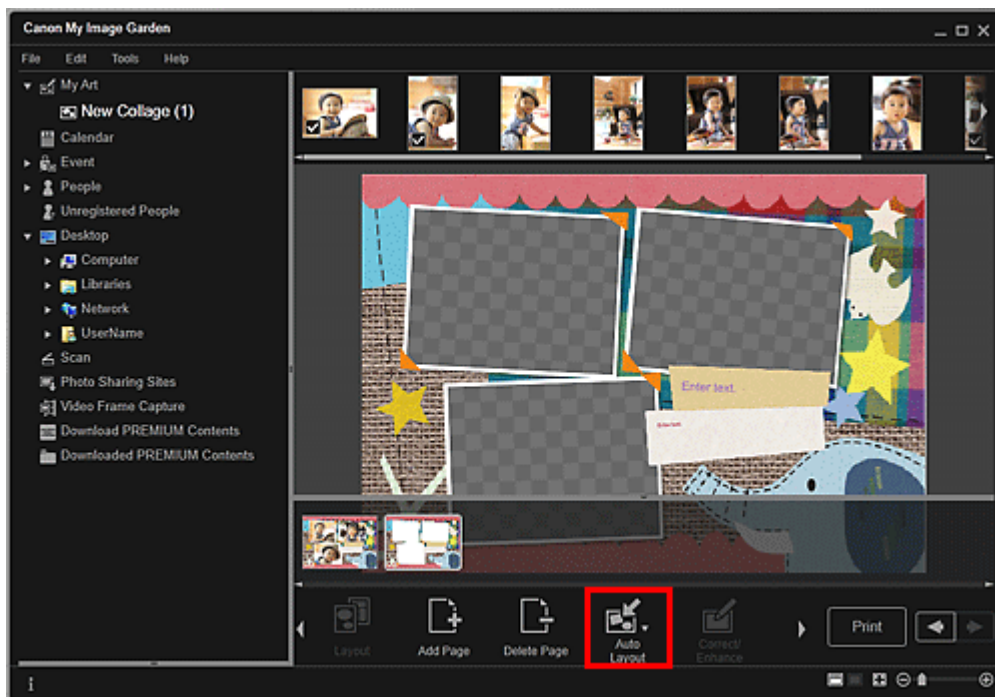 Canon My Image Garden
File Edit Tools Help
My Art
New Collage (1)
Calendar
Event
People
Unregistered People
Desktop
Computer
Libraries
Network
UserName
Scan
Photo Sharing Sites
Video Frame Capture
Download PREMIUM Contents
Downloaded PREMIUM Contents
Enter text.
Enter text.
Layout
Add Page
Delete Page
Auto
Layout
Correct/
Enhance
Print